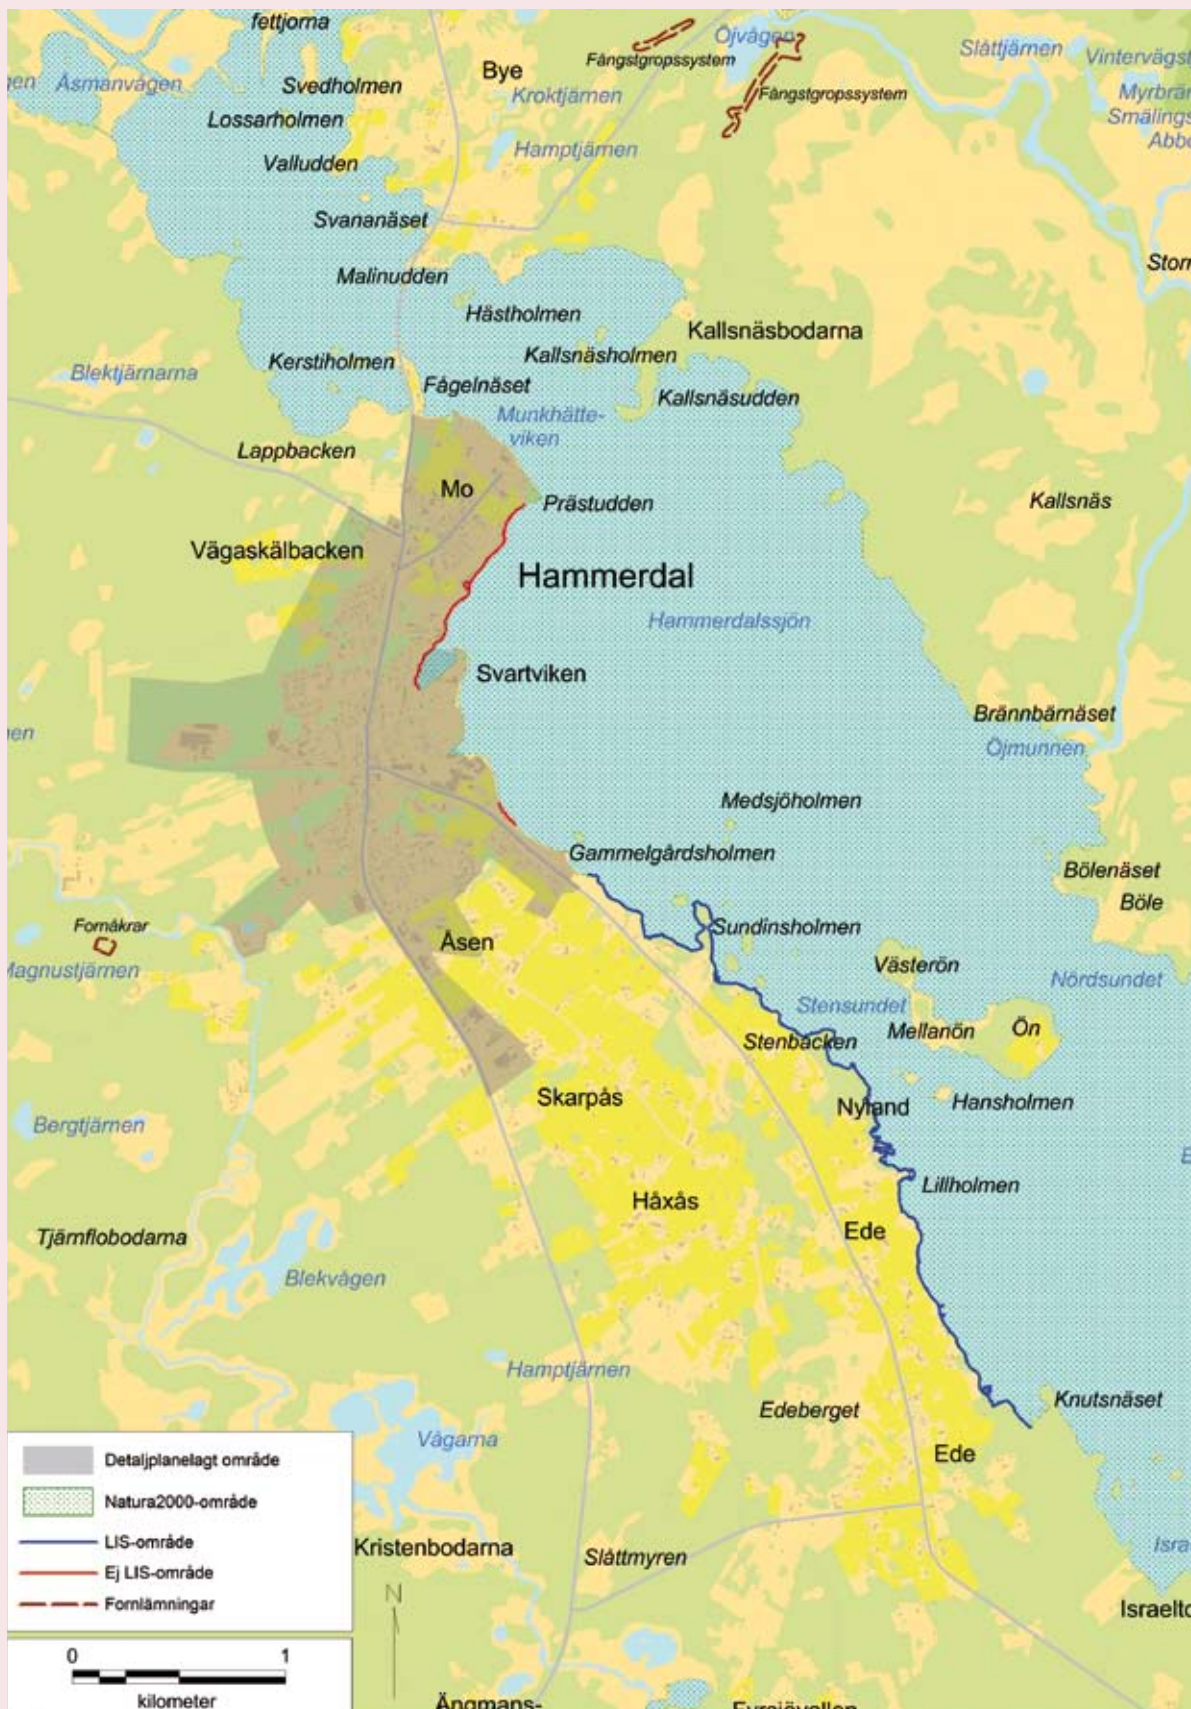 fettjorna
Åsmanvågen
Svedholmen
Lossarholmen
Valludden
Bye
Kroktjärnen
Hamptjärnen
Fångstgropssystem
Öjvågen
Fångstgropssystem
Slåttjärnen
Svananäset
Malinudden
Hästholmen
Kallsnäsbodarna
Kerstiholmen
Kallsnäsholmen
Blektjärnarna
Fågelnäset
Kallsnäsudden
Munkhätte-
viken
Lappbacken
Mo
Prästudden
Kallsnäs
Vägaskälbacken
Hammerdal
Hammerdalssjön
Svartviken
Brännbärnäset
Öjmunnen
Medsjöholmen
Gammelgårdsholmen
Bölenäset
Böle
Fornåkrar
Magnustjärnen
Åsen
Sundinsholmen
Västerön
Nördsundet
Stensundet
Mellanön
Ön
Stenbacken
Skarpås
Nyland
Hansholmen
Bergtjärnen
Lillholmen
Håxås
Ede
Tjärnflobodarna
Blekvågen
Hamptjärnen
Edeberget
Knutsnäset
Vågarna
Ede
Detaljplanelagt område
Natura2000-område
LIS-område
Ej LIS-område
Fornlämningar
Kristenbodarna
Slåttmyren
N
0 1
kilometer